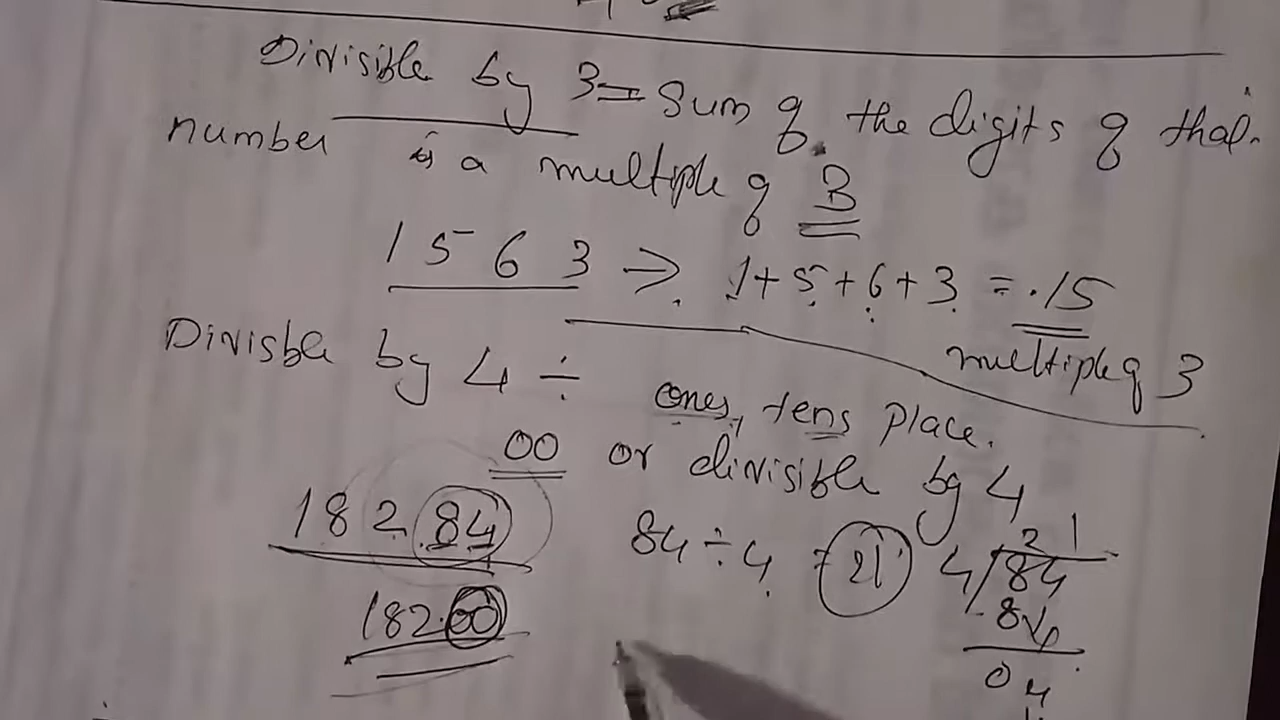 Divisible by 3 = Sum of the digits of that
number is a multiple of 3
1 5 6 3 ⇒ 1+5+6+3 = 15
multiple of 3
Divisble by 4 ÷
ones, tens place.
00 or divisible by 4
18284 84÷4 = 21 4/84
21
8
04
18200